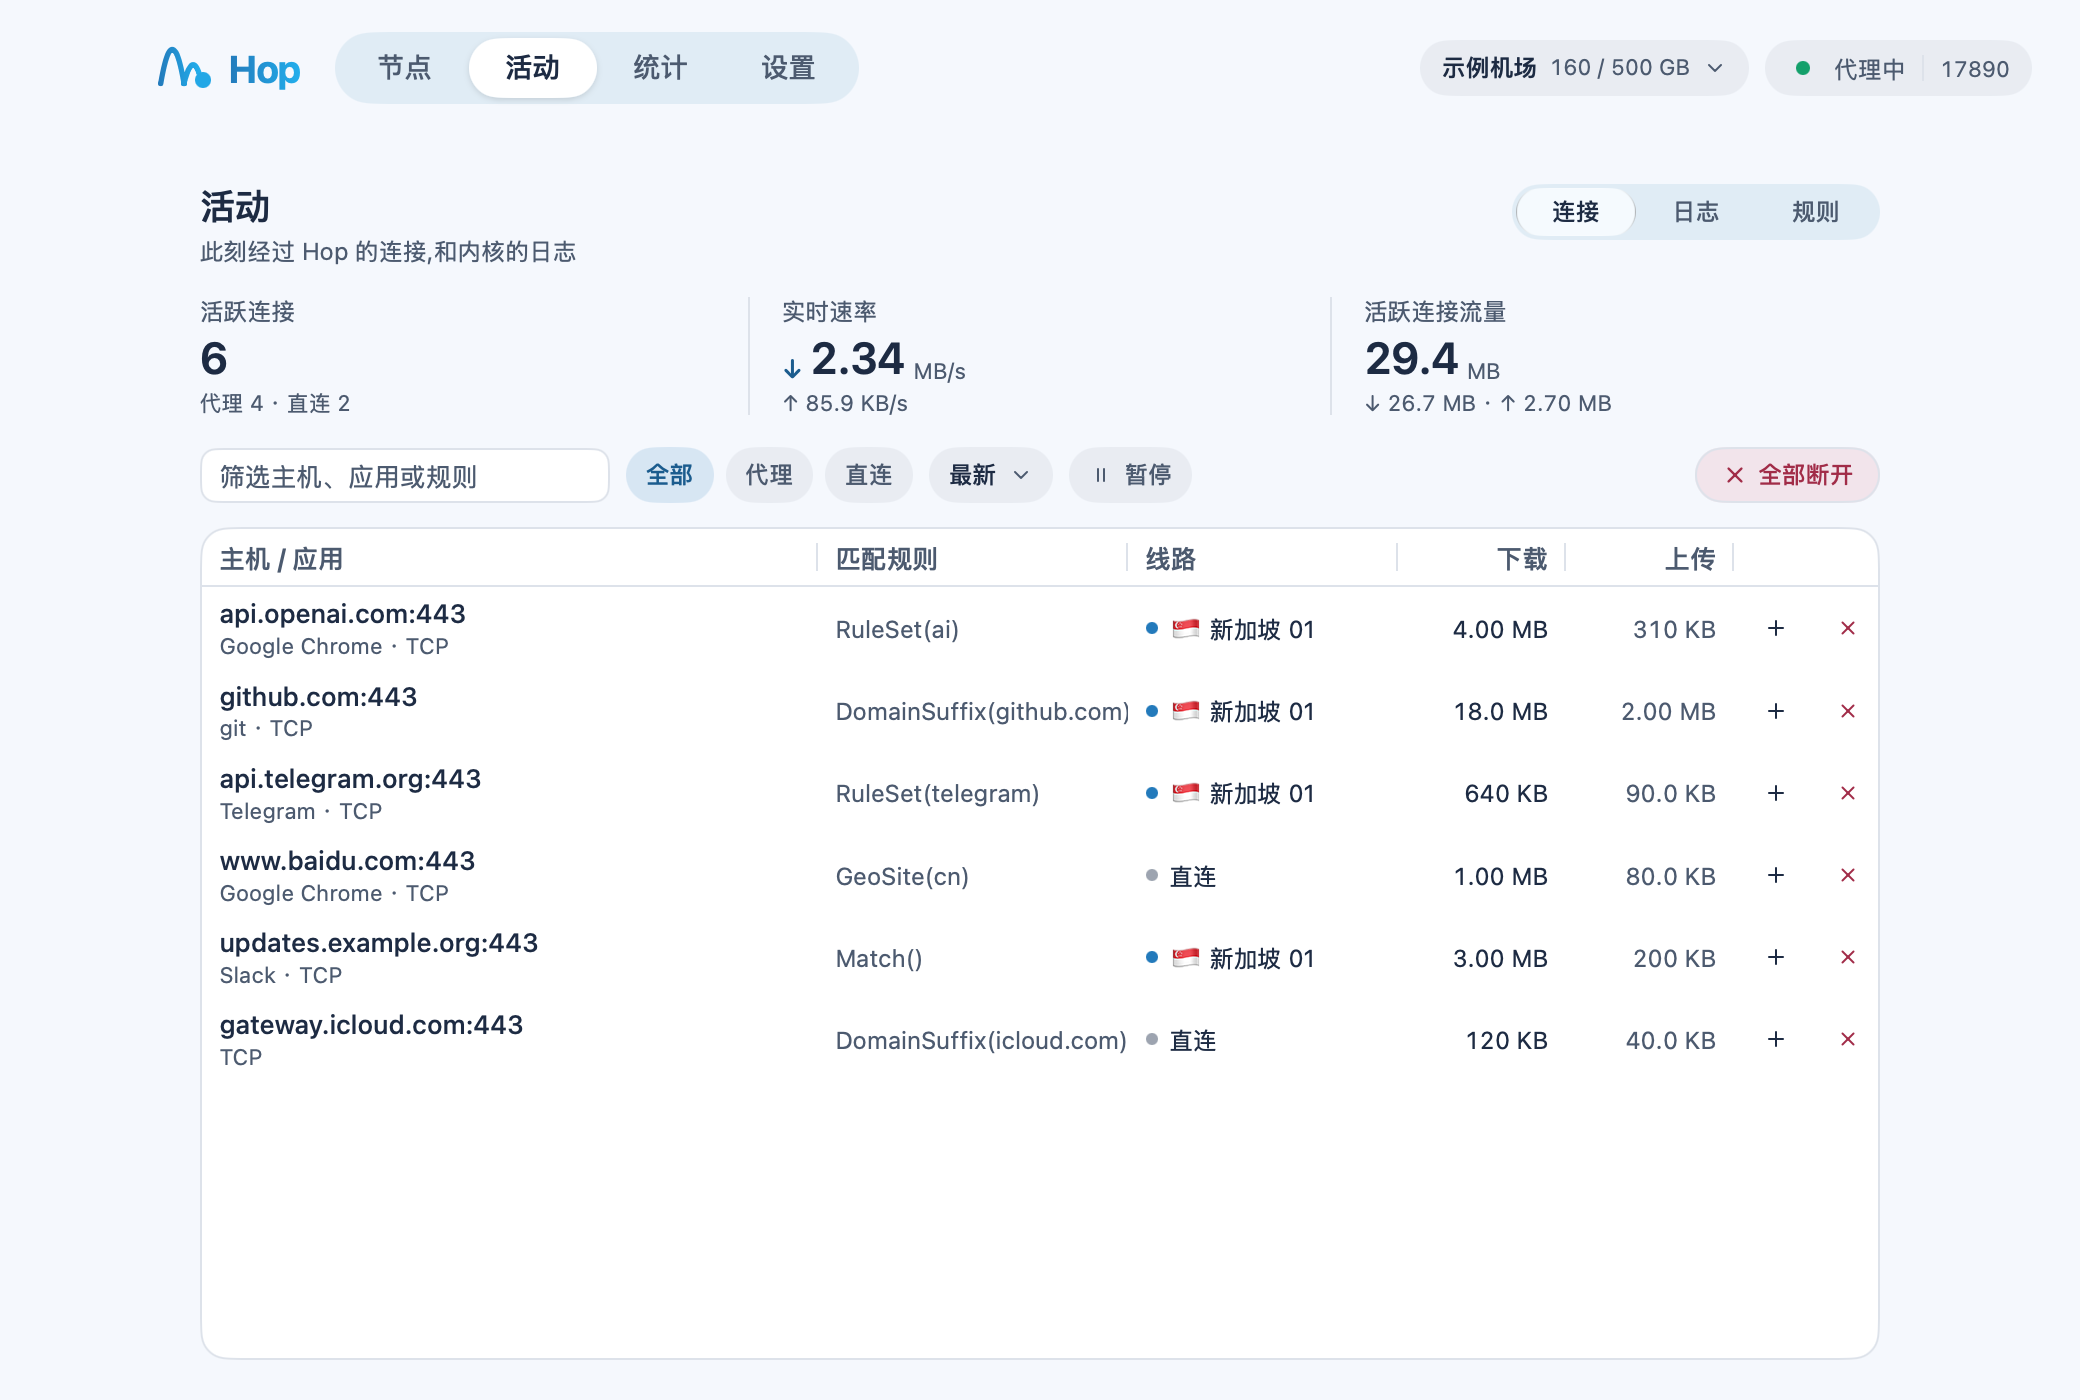 Hop 节点 活动 统计 设置 示例机场 160 / 500 GB 代理中 17890
活动 连接 日志 规则
此刻经过 Hop 的连接,和内核的日志
活跃连接 实时速率 活跃连接流量
6 ↓ 2.34 MB/s 29.4 MB
代理 4 · 直连 2 ↑ 85.9 KB/s ↓ 26.7 MB · ↑ 2.70 MB
筛选主机、应用或规则 全部 代理 直连 最新 暂停 全部断开
主机 / 应用 匹配规则 线路 下载 上传
api.openai.com:443
Google Chrome · TCP RuleSet(ai) 新加坡 01 4.00 MB 310 KB
github.com:443
git · TCP DomainSuffix(github.com) 新加坡 01 18.0 MB 2.00 MB
api.telegram.org:443
Telegram · TCP RuleSet(telegram) 新加坡 01 640 KB 90.0 KB
www.baidu.com:443
Google Chrome · TCP GeoSite(cn) 直连 1.00 MB 80.0 KB
updates.example.org:443
Slack · TCP Match() 新加坡 01 3.00 MB 200 KB
gateway.icloud.com:443
TCP DomainSuffix(icloud.com) 直连 120 KB 40.0 KB